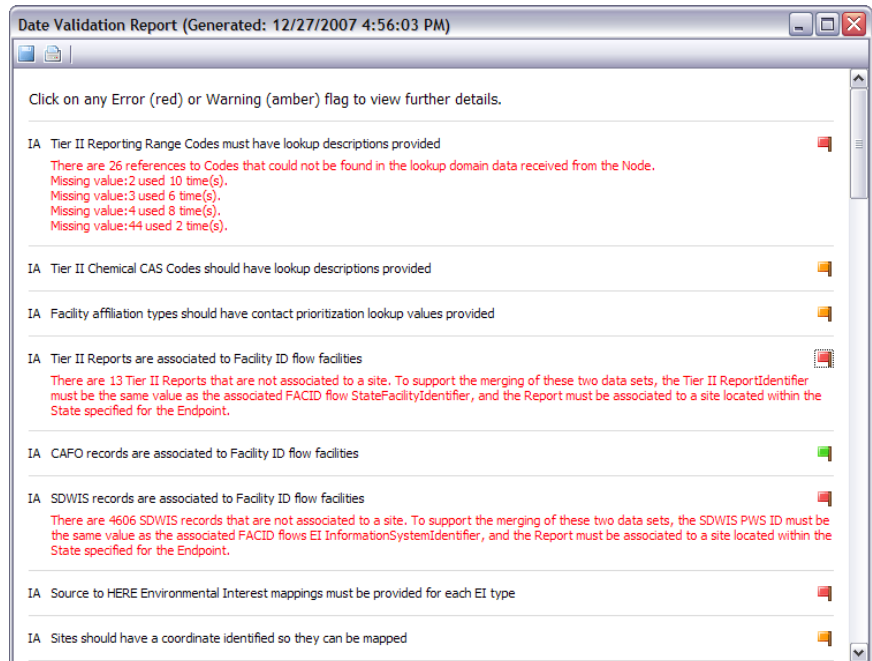 Date Validation Report (Generated: 12/27/2007 4:56:03 PM)
Click on any Error (red) or Warning (amber) flag to view further details.
IA Tier II Reporting Range Codes must have lookup descriptions provided
There are 26 references to Codes that could not be found in the lookup domain data received from the Node.
Missing value:2 used 10 time(s).
Missing value:3 used 6 time(s).
Missing value:4 used 8 time(s).
Missing value:44 used 2 time(s).
IA Tier II Chemical CAS Codes should have lookup descriptions provided
IA Facility affiliation types should have contact prioritization lookup values provided
IA Tier II Reports are associated to Facility ID flow facilities
There are 13 Tier II Reports that are not associated to a site. To support the merging of these two data sets, the Tier II ReportIdentifier
must be the same value as the associated FACID flow StateFacilityIdentifier, and the Report must be associated to a site located within the
State specified for the Endpoint.
IA CAFO records are associated to Facility ID flow facilities
IA SDWIS records are associated to Facility ID flow facilities
There are 4606 SDWIS records that are not associated to a site. To support the merging of these two data sets, the SDWIS PWS ID must be
the same value as the associated FACID flows EI InformationSystemIdentifier, and the Report must be associated to a site located within the
State specified for the Endpoint.
IA Source to HERE Environmental Interest mappings must be provided for each EI type
IA Sites should have a coordinate identified so they can be mapped